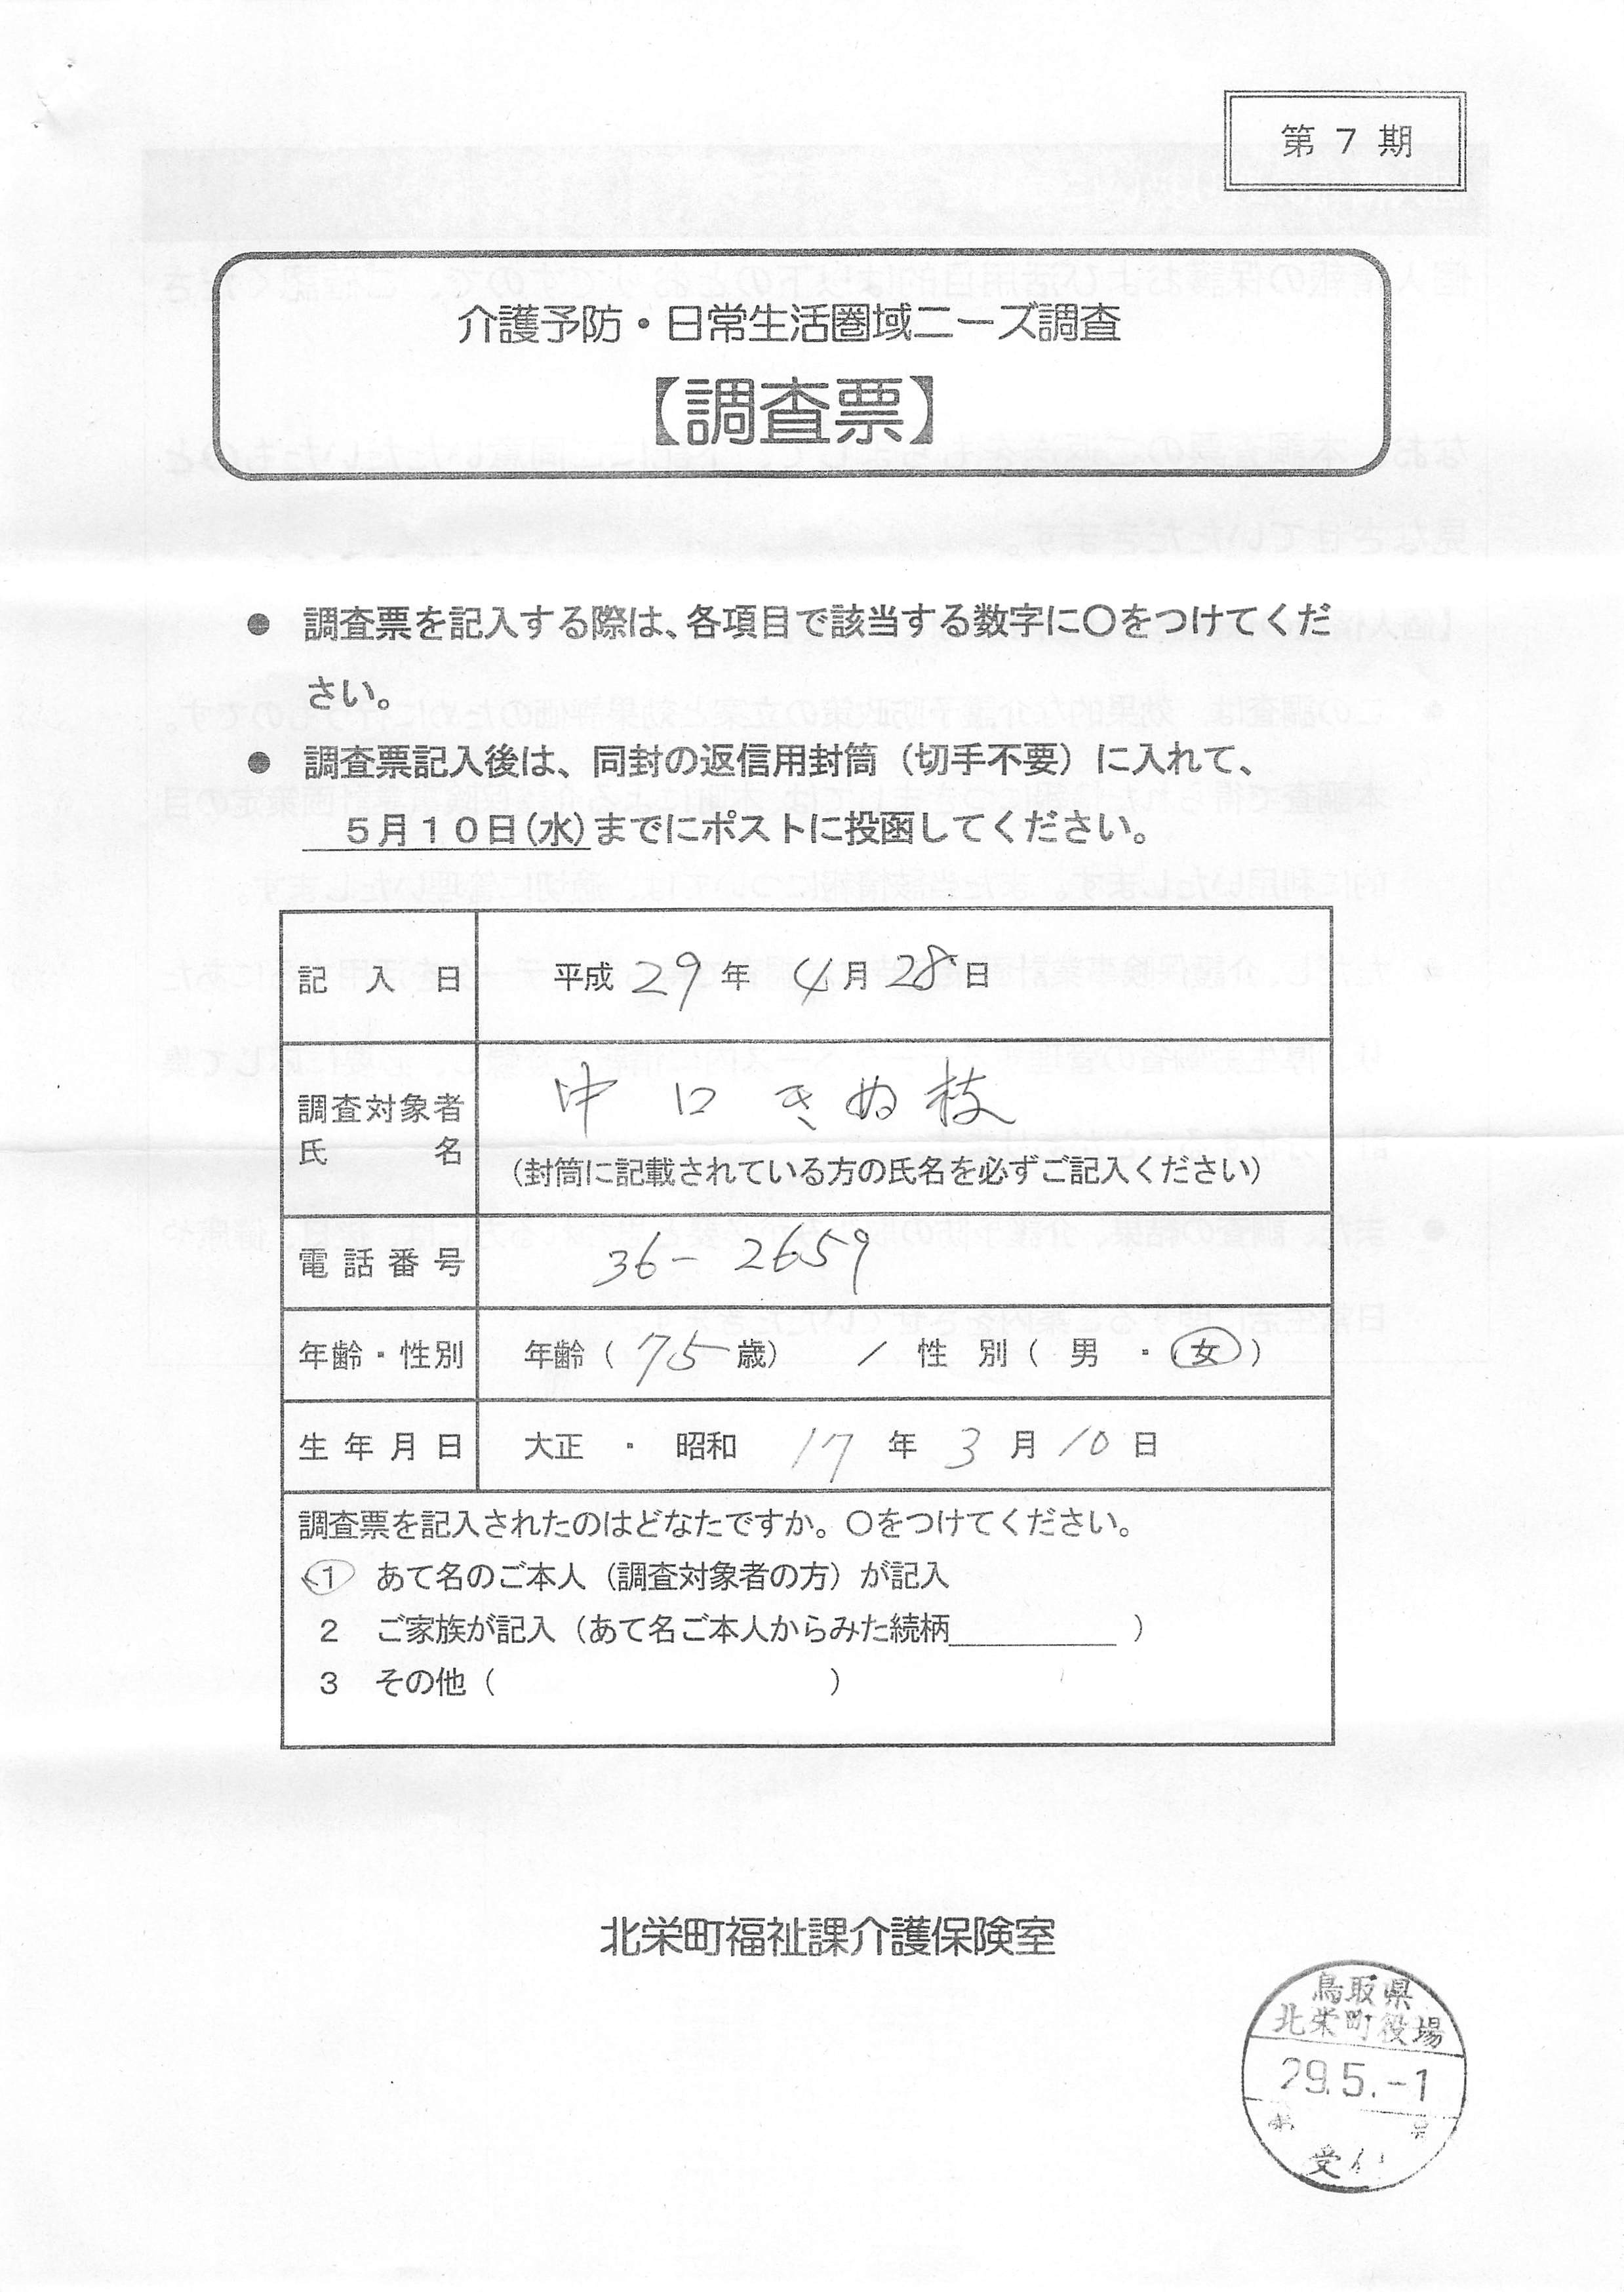 第 7 期
介護予防・日常生活圏域ニーズ調査
【調査票】
● 調査票を記入する際は、各項目で該当する数字に〇をつけてくだ
さい。
● 調査票記入後は、同封の返信用封筒（切手不要）に入れて、
５月１０日（水）までにポストに投函してください。
記入日 平成 29 年 4 月 28 日
調査対象者
氏名
中口きぬ枝
（封筒に記載されている方の氏名を必ずご記入ください）
電話番号 36-2659
年齢・性別 年齢（ 75 歳） ／ 性別（ 男 ・ 女 ）
生年月日 大正 ・ 昭和 17 年 3 月 10 日
調査票を記入されたのはどなたですか。〇をつけてください。
1 あて名のご本人（調査対象者の方）が記入
2 ご家族が記入（あて名ご本人からみた続柄 ）
3 その他（ ）
北栄町福祉課介護保険室
鳥取県
北栄町役場
29.5.-1
受付